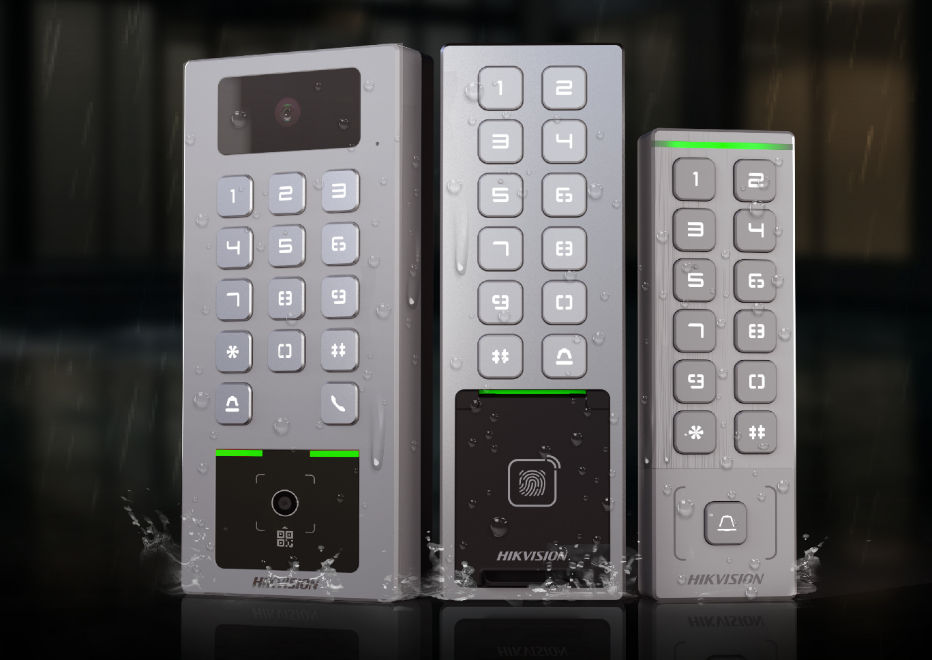 1 2 3
4 5 6
7 8 9
* 0 #
HIKVISION
1 2
3 4
5 6
7 8
9 0
#
HIKVISION
1 2
3 4
5 6
7 8
9 0
* #
HIKVISION